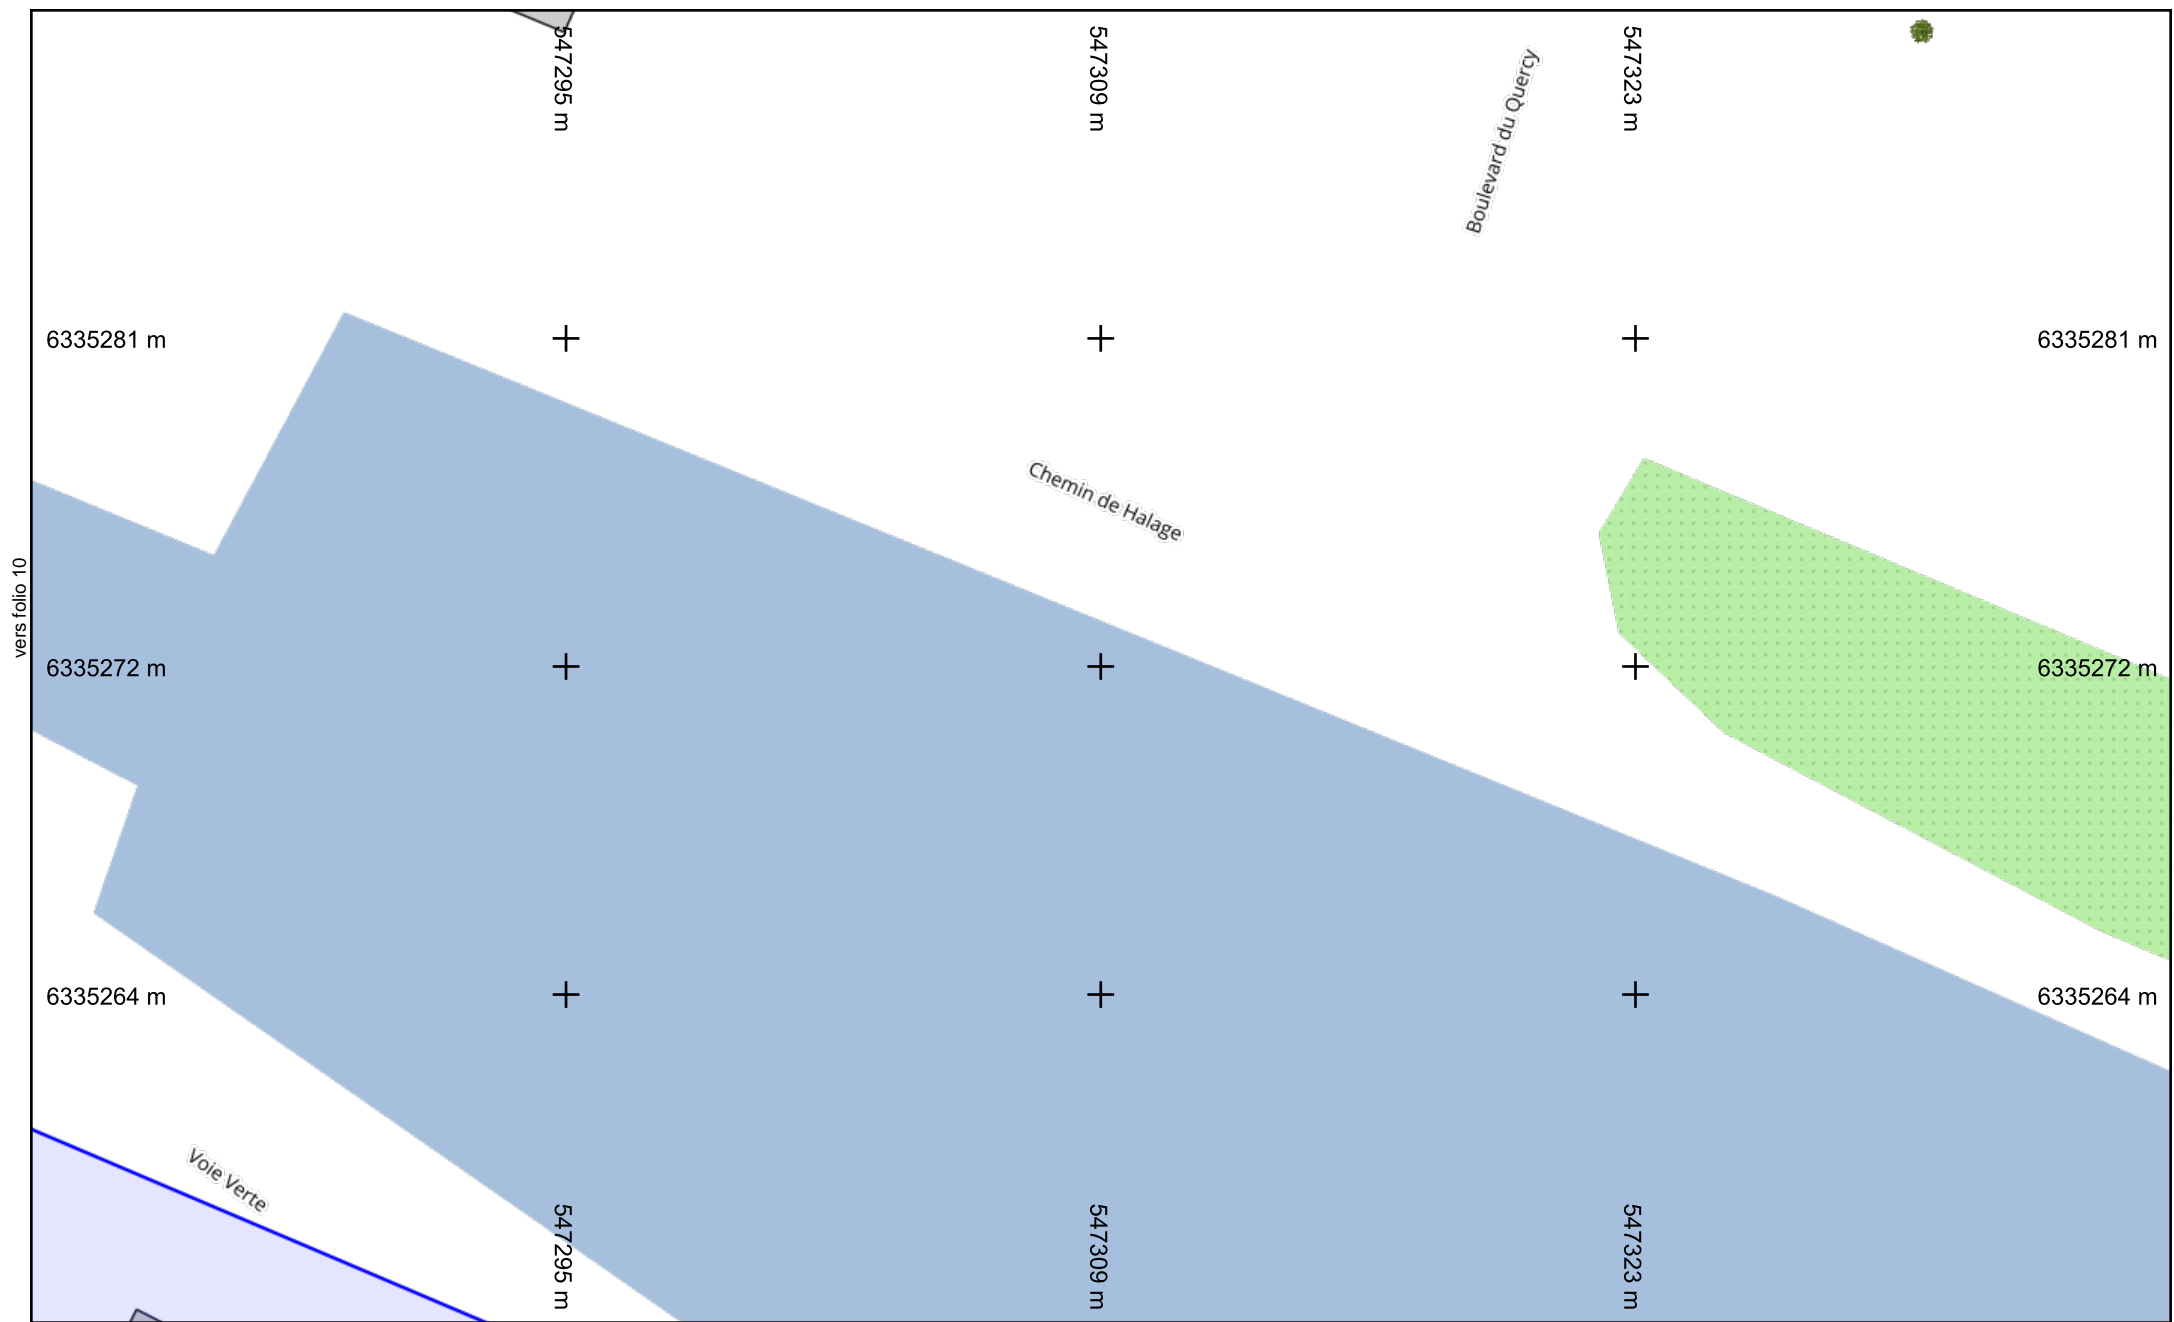 547295 m
547309 m
547323 m
Boulevard du Quercy
6335281 m
6335281 m
Chemin de Halage
vers folio 10
6335272 m
6335272 m
6335264 m
6335264 m
Voie Verte
547295 m
547309 m
547323 m